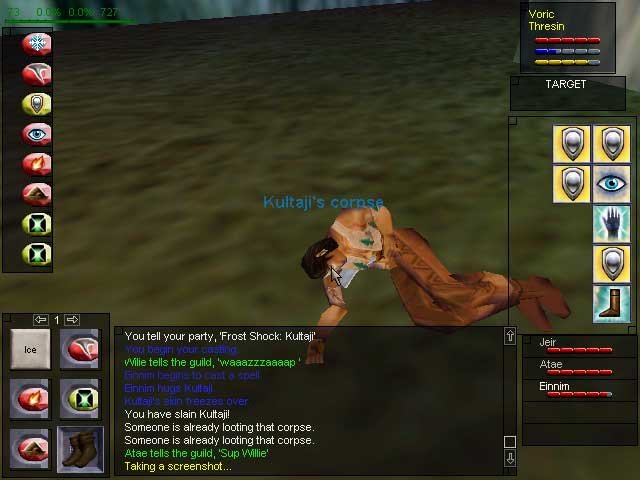 73 0.0% 0.0% 727
Voric
Thresin
TARGET
Kultaji's corpse
1
Ice
You tell your party, 'Frost Shock: Kultaji'
You begin your casting.
Willie tells the guild, 'waaazzzaaaap '
Einnim begins to cast a spell.
Einnim hugs Kultaji.
Kultaji's skin freezes over.
You have slain Kultaji!
Someone is already looting that corpse.
Someone is already looting that corpse.
Atae tells the guild, 'Sup Willie'
Taking a screenshot...
Jeir
Atae
Einnim